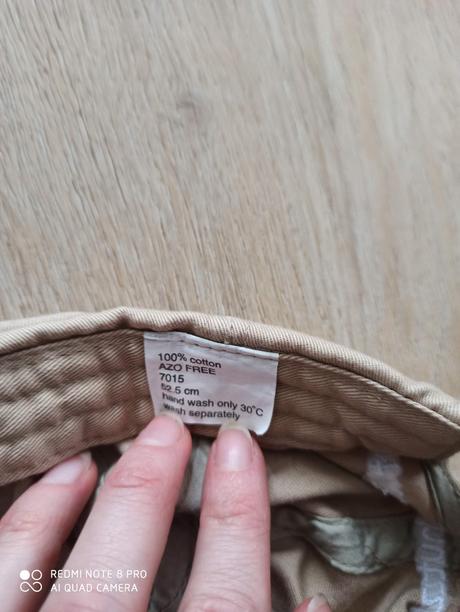 100% cotton
AZO FREE
7015
52.5 cm
hand wash only 30°C
wash separately
REDMI NOTE 8 PRO
AI QUAD CAMERA